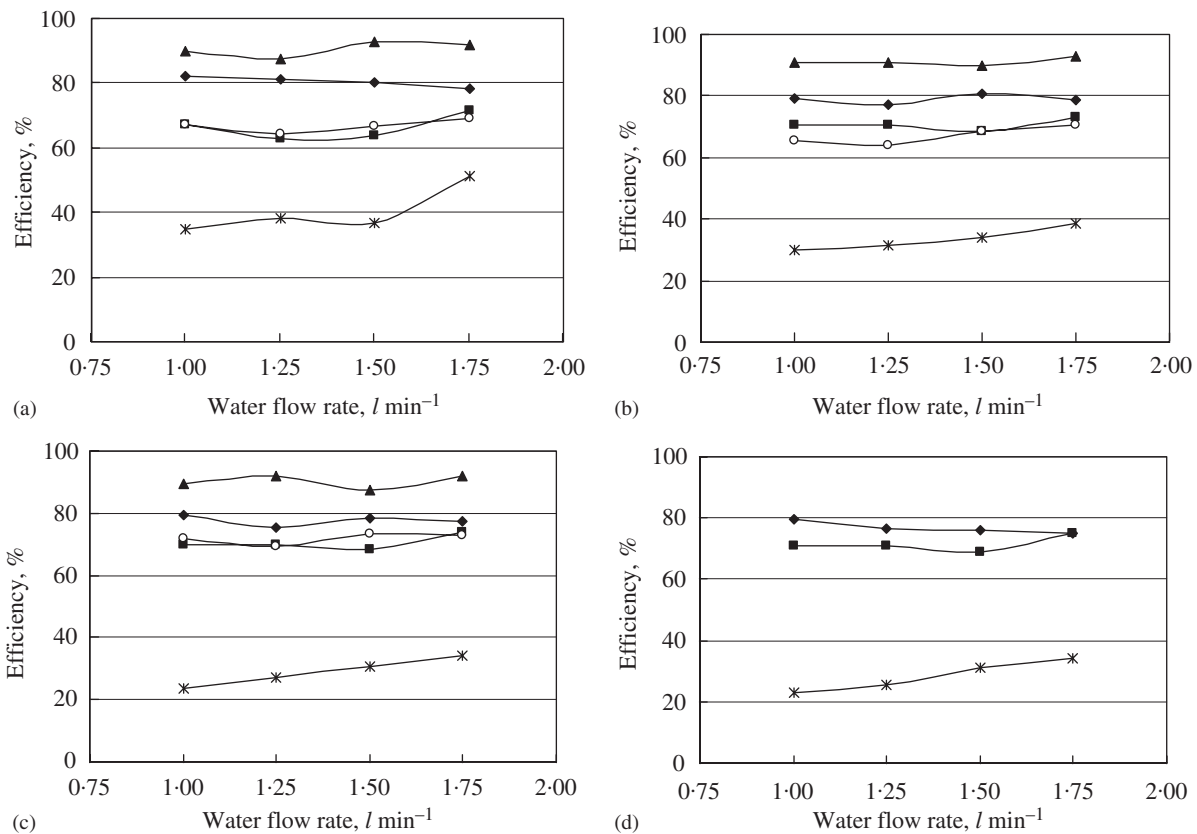 100
80
60
40
20
0
Efficiency, %
0·75 1·00 1·25 1·50 1·75 2·00
(a) Water flow rate, l min⁻¹
100
80
60
40
20
0
Efficiency, %
0·75 1·00 1·25 1·50 1·75 2·00
(b) Water flow rate, l min⁻¹
100
80
60
40
20
0
Efficiency, %
0·75 1·00 1·25 1·50 1·75 2·00
(c) Water flow rate, l min⁻¹
100
80
60
40
20
0
Efficiency, %
0·75 1·00 1·25 1·50 1·75 2·00
(d) Water flow rate, l min⁻¹